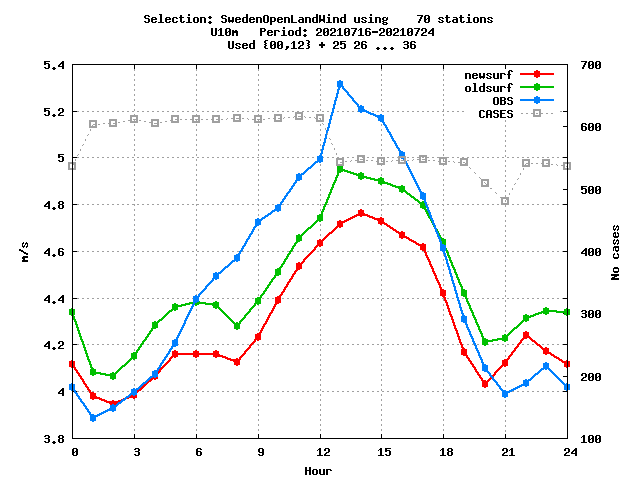 Selection: SwedenOpenLandWind using    70 stations
U10m   Period: 20210716-20210724
Used {00,12} + 25 26 ... 36
newsurf
oldsurf
OBS
CASES
5.4
5.2
5
4.8
4.6
4.4
4.2
4
3.8
m/s
700
600
500
400
300
200
100
No cases
0 3 6 9 12 15 18 21 24
Hour